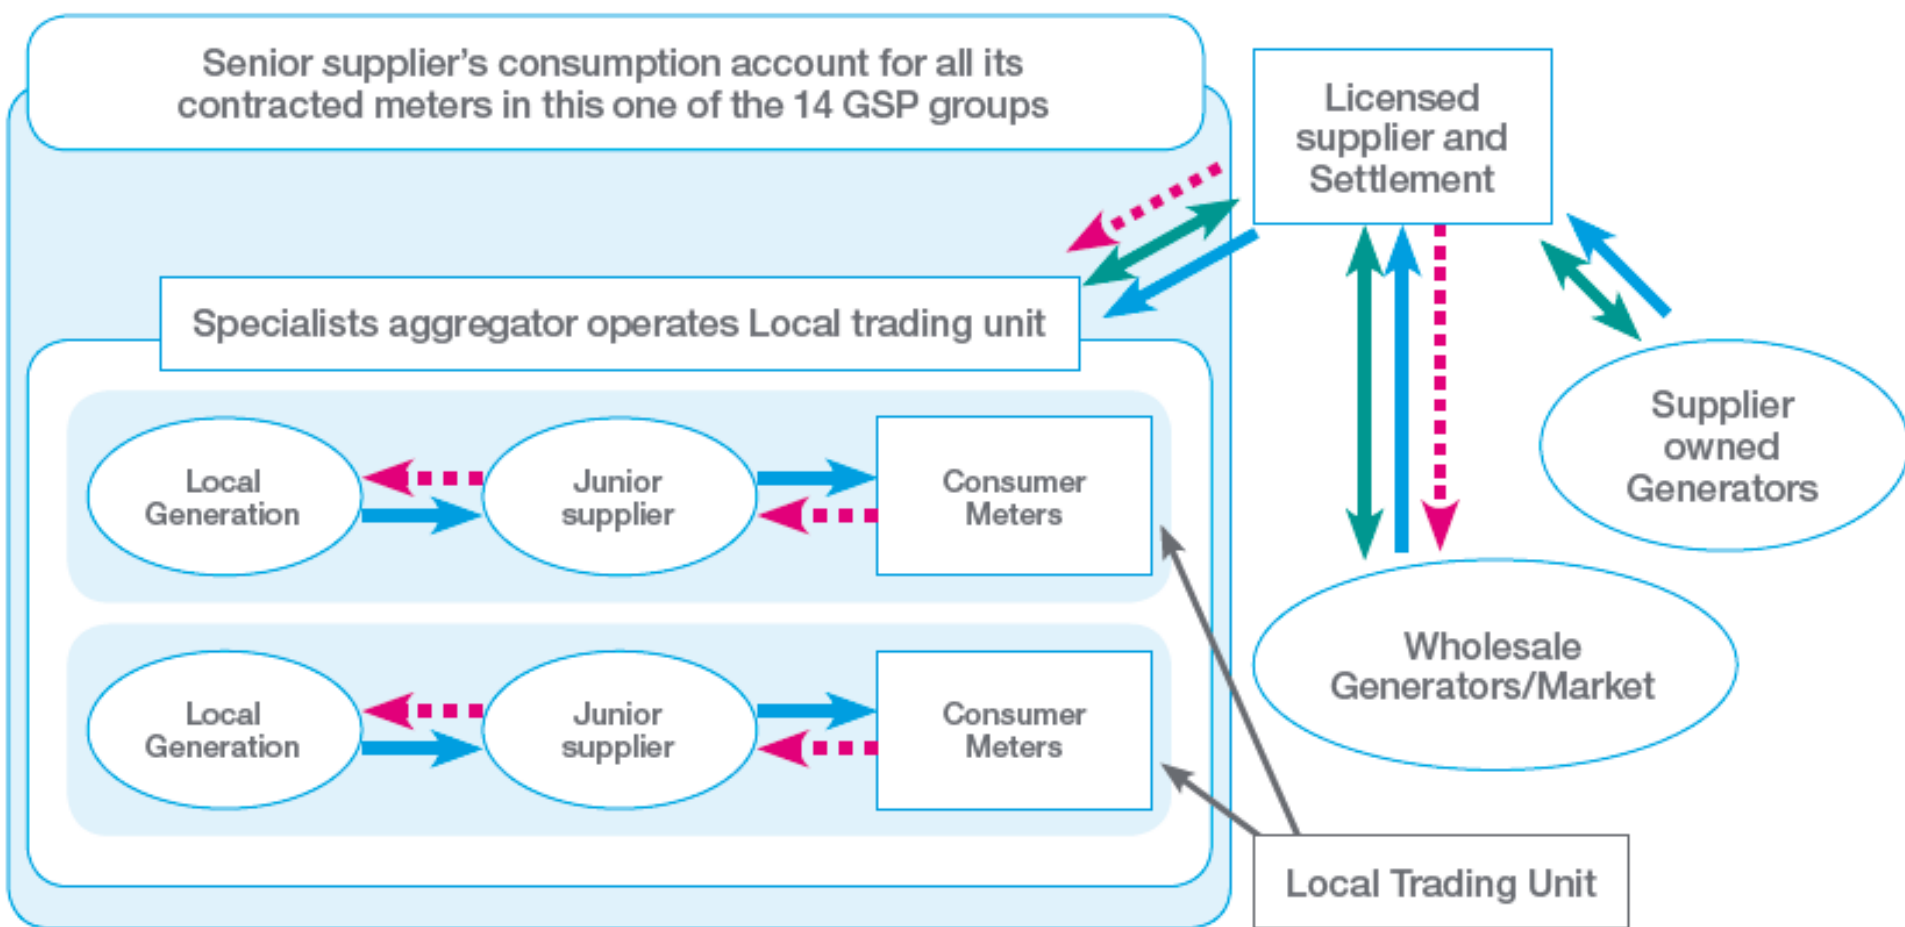 Senior supplier's consumption account for all its
contracted meters in this one of the 14 GSP groups
Licensed
supplier and
Settlement
Specialists aggregator operates Local trading unit
Supplier
owned
Generators
Local
Generation
Junior
supplier
Consumer
Meters
Wholesale
Generators/Market
Local
Generation
Junior
supplier
Consumer
Meters
Local Trading Unit